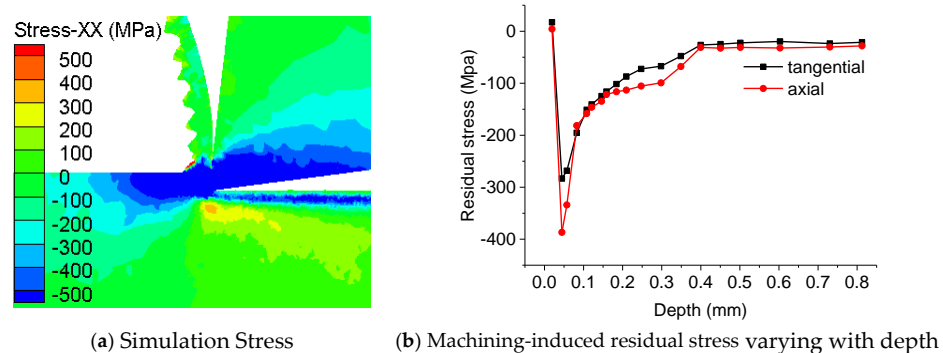 Stress-XX (MPa)
500
400
300
200
100
0
-100
-200
-300
-400
-500
(a) Simulation Stress
Residual stress (Mpa)
0
-100
-200
-300
-400
tangential
axial
0.0 0.1 0.2 0.3 0.4 0.5 0.6 0.7 0.8
Depth (mm)
(b) Machining-induced residual stress varying with depth